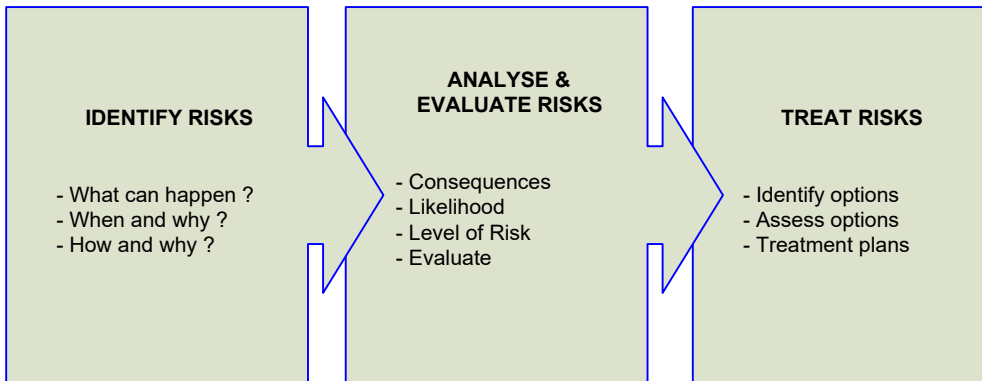 IDENTIFY RISKS
- What can happen ?
- When and why ?
- How and why ?
ANALYSE &
EVALUATE RISKS
- Consequences
- Likelihood
- Level of Risk
- Evaluate
TREAT RISKS
- Identify options
- Assess options
- Treatment plans